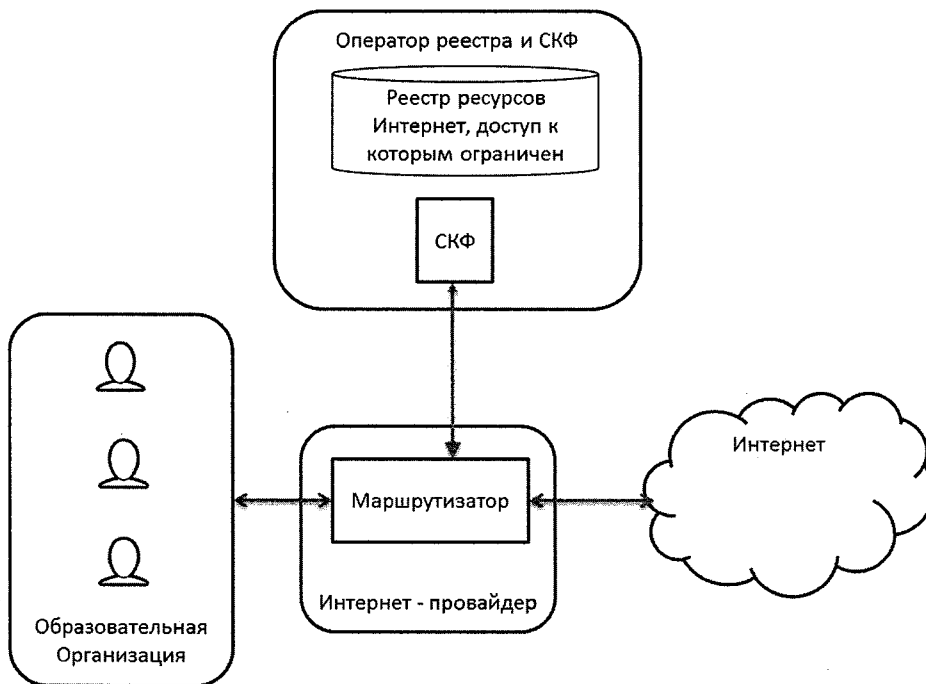 Оператор реестра и СКФ
Реестр ресурсов
Интернет, доступ к
которым ограничен
СКФ
Интернет
Маршрутизатор
Интернет - провайдер
Образовательная
Организация